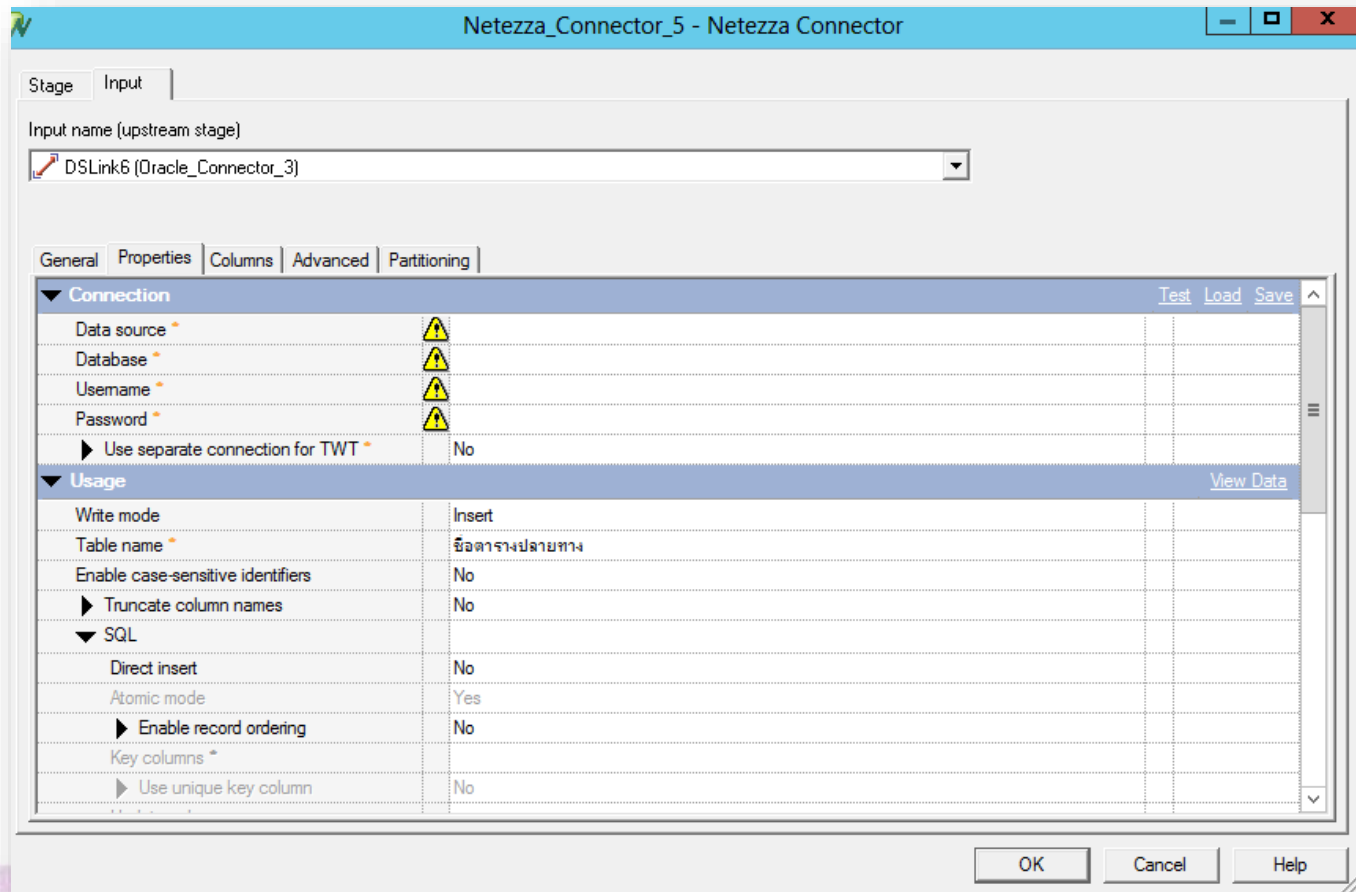 Netezza_Connector_5 - Netezza Connector
Stage Input
Input name (upstream stage)
DSLink6 (Oracle_Connector_3)
General Properties Columns Advanced Partitioning
Connection Test Load Save
Data source *
Database *
Username *
Password *
Use separate connection for TWT * No
Usage View Data
Write mode Insert
Table name * ชื่อตารางปลายทาง
Enable case-sensitive identifiers No
Truncate column names No
SQL
Direct insert No
Atomic mode Yes
Enable record ordering No
Key columns *
Use unique key column No
OK Cancel Help